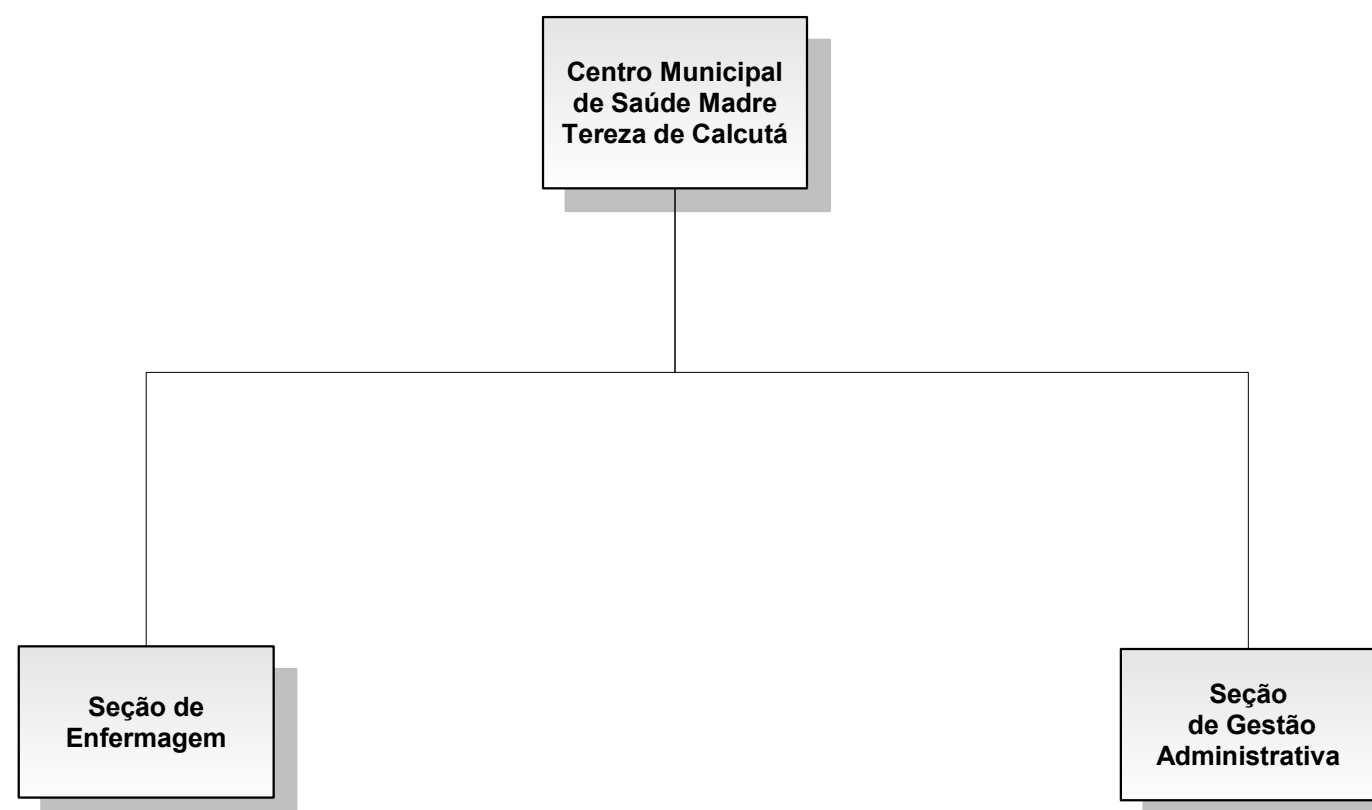 Centro Municipal
de Saúde Madre
Tereza de Calcutá
Seção de
Enfermagem
Seção
de Gestão
Administrativa